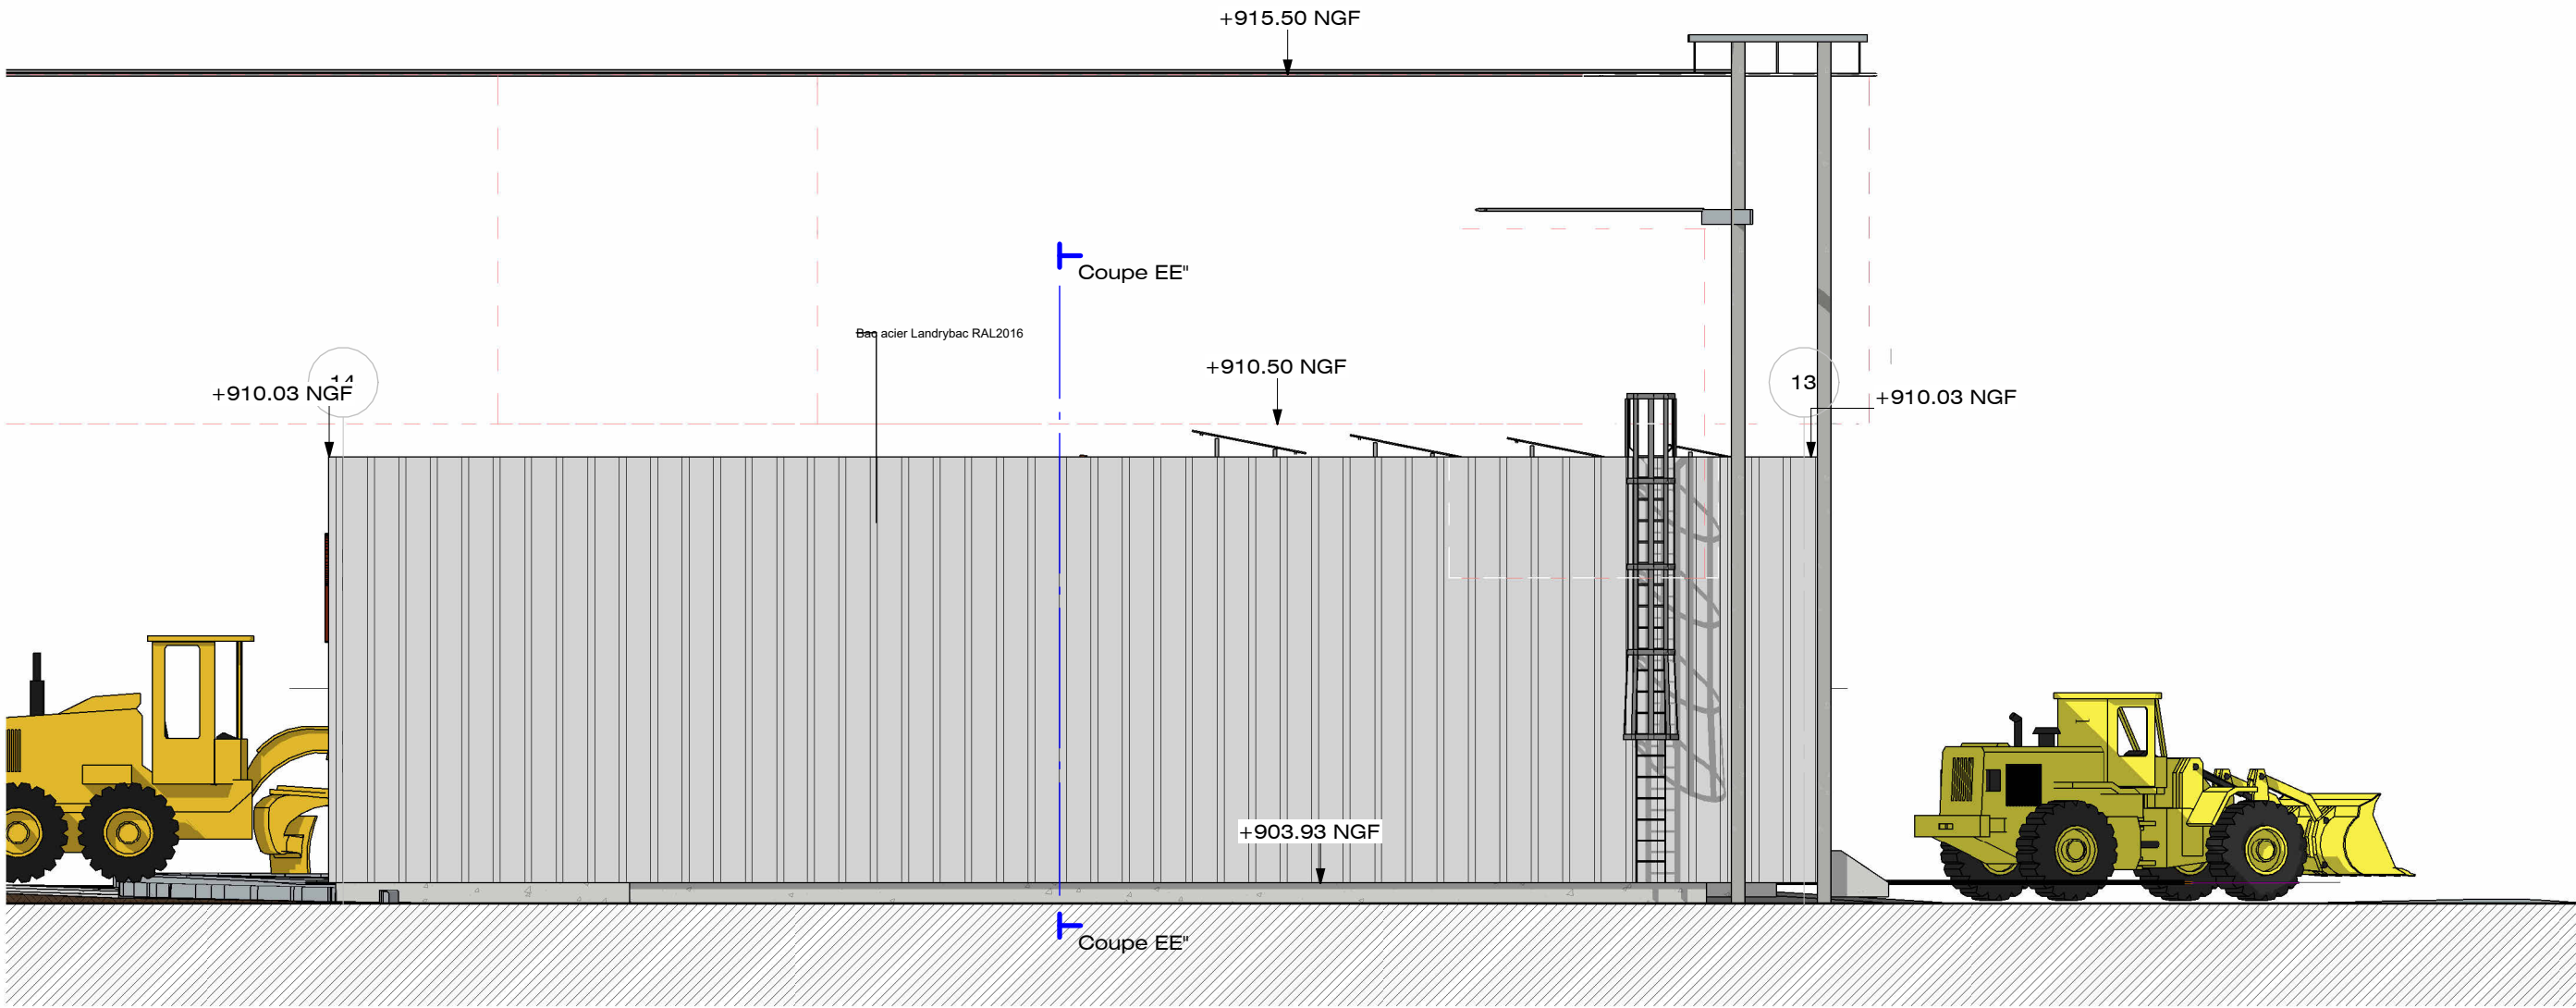 +915.50 NGF
Coupe EE"
Bac acier Landrybac RAL2016
+910.50 NGF
14
+910.03 NGF
13
+910.03 NGF
+903.93 NGF
Coupe EE"